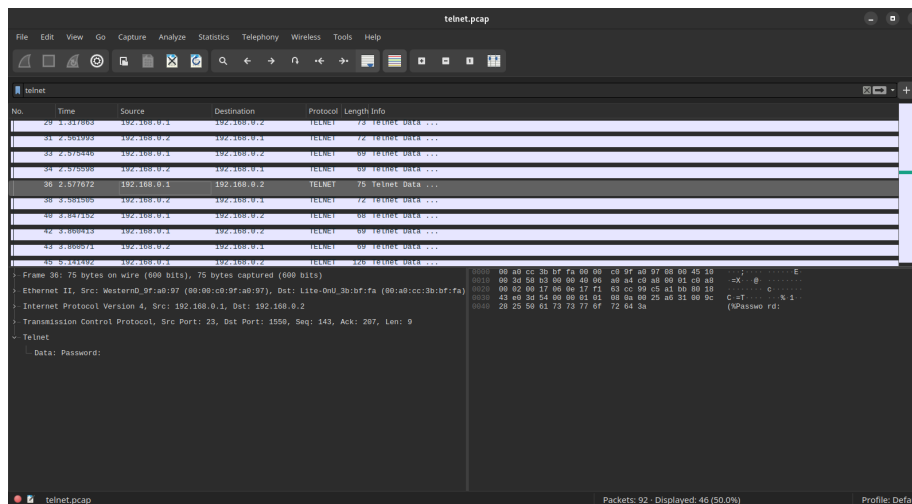 telnet.pcap
File Edit View Go Capture Analyze Statistics Telephony Wireless Tools Help
telnet
No. Time Source Destination Protocol Length Info
29 1.317063 192.168.0.1 192.168.0.2 TELNET 73 Telnet Data ...
31 2.561993 192.168.0.2 192.168.0.1 TELNET 72 Telnet Data ...
33 2.575446 192.168.0.1 192.168.0.2 TELNET 69 Telnet Data ...
34 2.575598 192.168.0.2 192.168.0.1 TELNET 69 Telnet Data ...
36 2.577672 192.168.0.1 192.168.0.2 TELNET 75 Telnet Data ...
38 3.581505 192.168.0.2 192.168.0.1 TELNET 72 Telnet Data ...
40 3.847152 192.168.0.1 192.168.0.2 TELNET 68 Telnet Data ...
42 3.860413 192.168.0.1 192.168.0.2 TELNET 69 Telnet Data ...
43 3.860571 192.168.0.2 192.168.0.1 TELNET 69 Telnet Data ...
45 5.141492 192.168.0.1 192.168.0.2 TELNET 126 Telnet Data ...
Frame 36: 75 bytes on wire (600 bits), 75 bytes captured (600 bits)
Ethernet II, Src: WesternD_9f:a0:97 (00:00:c0:9f:a0:97), Dst: Lite-OnU_3b:bf:fa (00:a0:cc:3b:bf:fa)
Internet Protocol Version 4, Src: 192.168.0.1, Dst: 192.168.0.2
Transmission Control Protocol, Src Port: 23, Dst Port: 1550, Seq: 143, Ack: 207, Len: 9
Telnet
Data: Password:
0000 00 a0 cc 3b bf fa 00 00 c0 9f a0 97 08 00 45 10 ···;···· ······E·
0010 00 3d 58 b3 00 00 40 06 a0 a4 c0 a8 00 01 c0 a8 ·=X···@· ········
0020 00 02 00 17 06 0e 17 f1 63 cc 99 c5 a1 bb 80 18 ········ c·······
0030 43 e0 3d 54 00 00 01 01 08 0a 00 25 a6 31 00 9c C·=T···· ···%·1··
0040 28 25 50 61 73 73 77 6f 72 64 3a (%Passwo rd:
telnet.pcap
Packets: 92 · Displayed: 46 (50.0%)
Profile: Defa